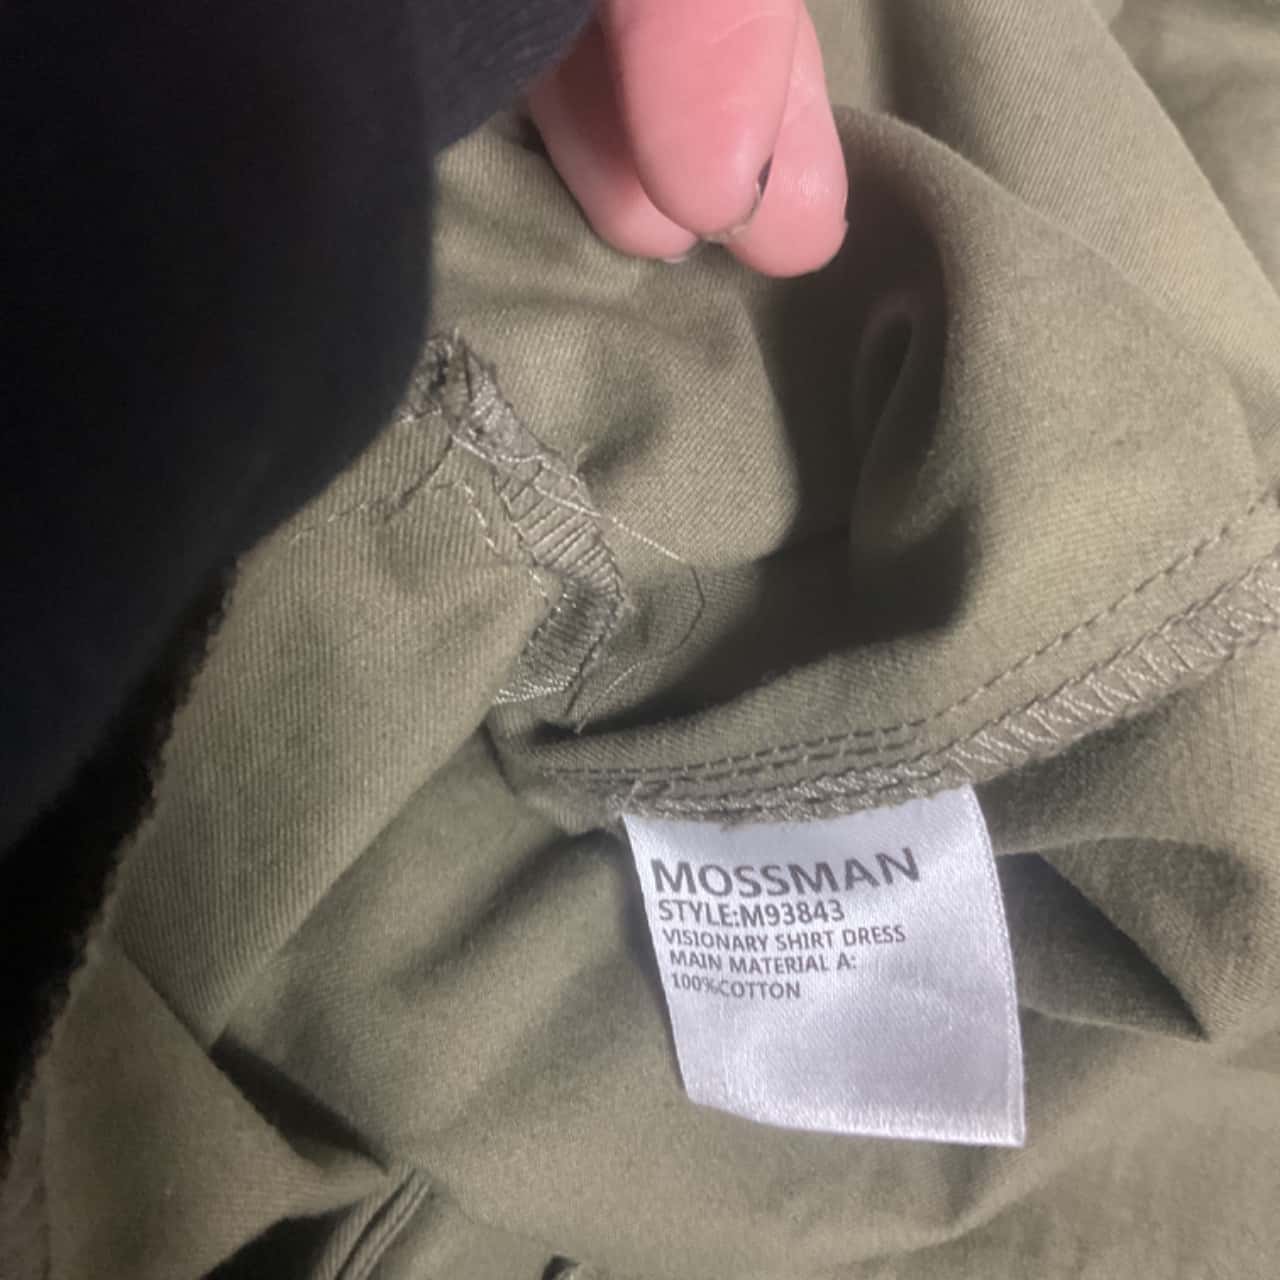 MOSSMAN
STYLE:M93843
VISIONARY SHIRT DRESS
MAIN MATERIAL A:
100%COTTON